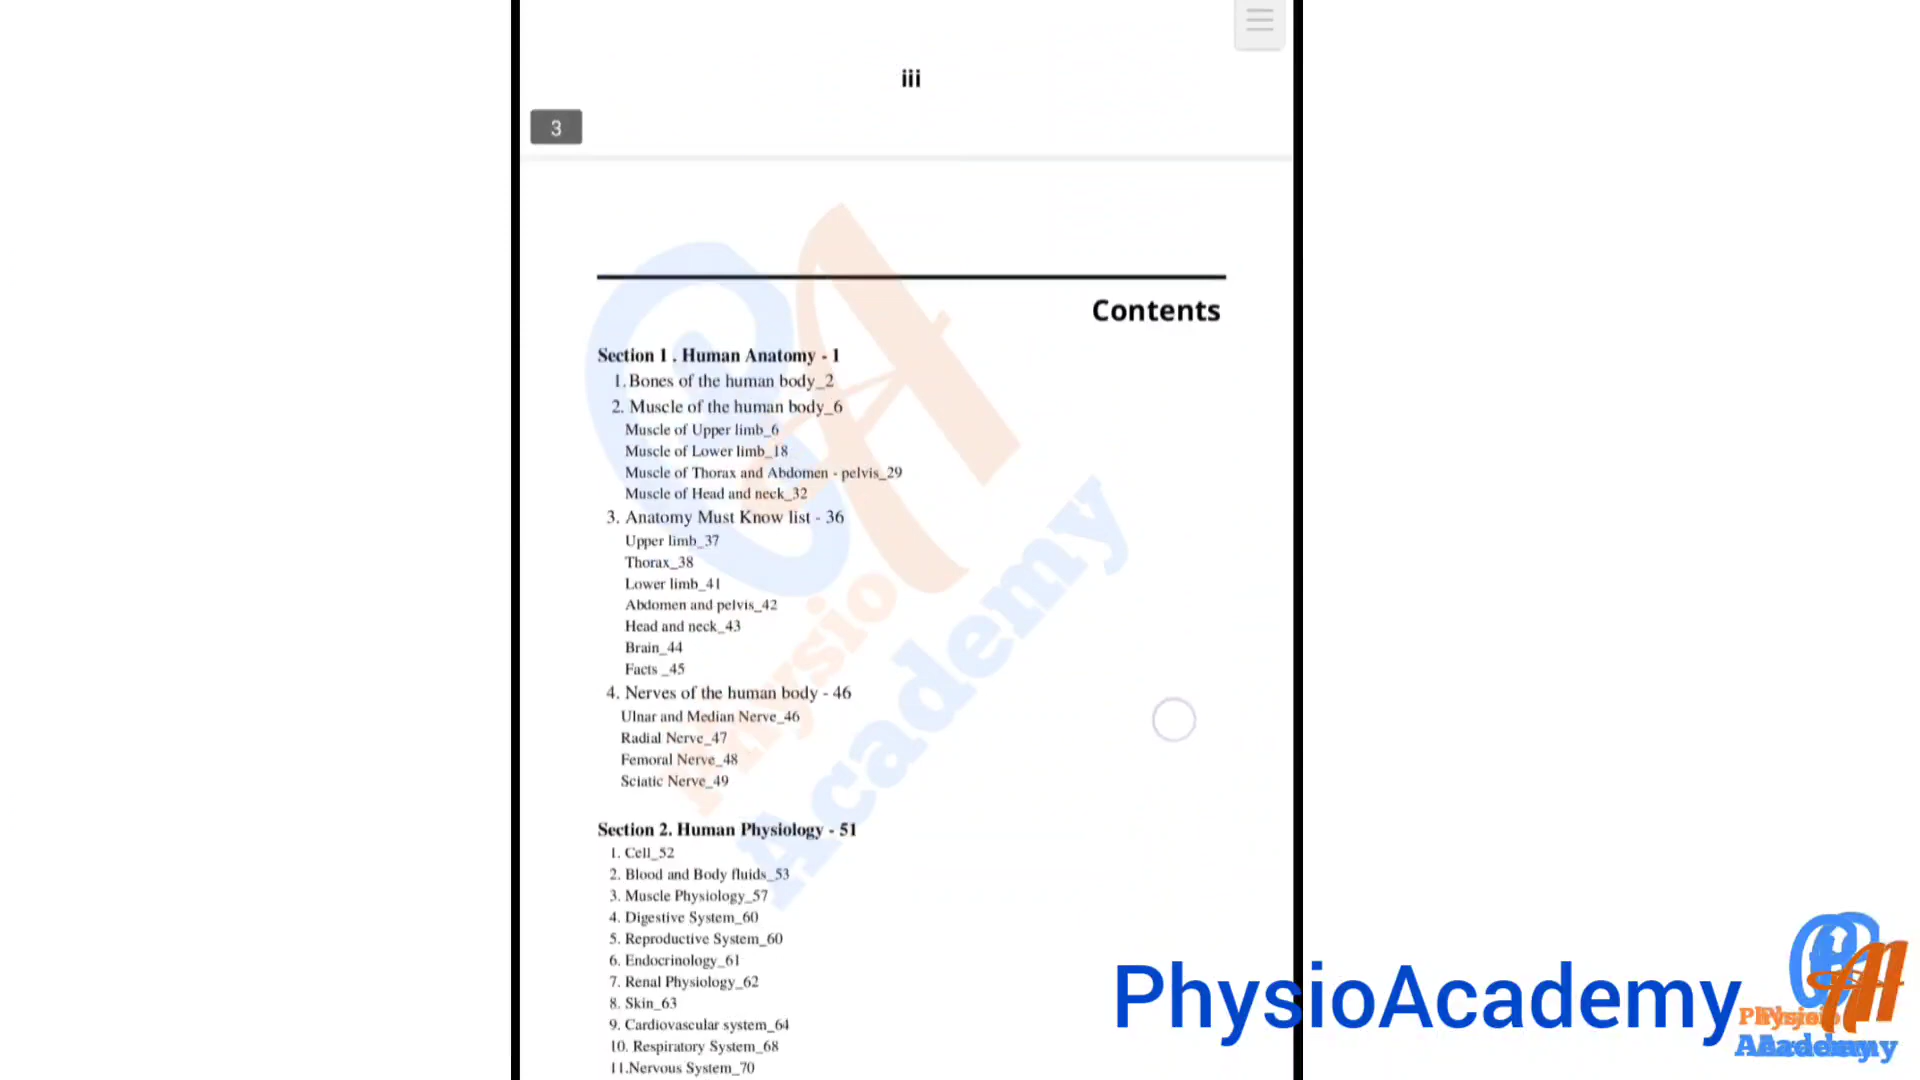 iii
3
Contents
Section 1 . Human Anatomy - 1
1. Bones of the human body_2
2. Muscle of the human body_6
Muscle of Upper limb_6
Muscle of Lower limb_18
Muscle of Thorax and Abdomen - pelvis_29
Muscle of Head and neck_32
3. Anatomy Must Know list - 36
Upper limb_37
Thorax_38
Lower limb_41
Abdomen and pelvis_42
Head and neck_43
Brain_44
Facts _45
4. Nerves of the human body - 46
Ulnar and Median Nerve_46
Radial Nerve_47
Femoral Nerve_48
Sciatic Nerve_49
Section 2. Human Physiology - 51
1. Cell_52
2. Blood and Body fluids_53
3. Muscle Physiology_57
4. Digestive System_60
5. Reproductive System_60
6. Endocrinology_61
7. Renal Physiology_62
8. Skin_63
9. Cardiovascular system_64
10. Respiratory System_68
11.Nervous System_70
Physio
Academy
PhysioAcademy
Physio
Academy